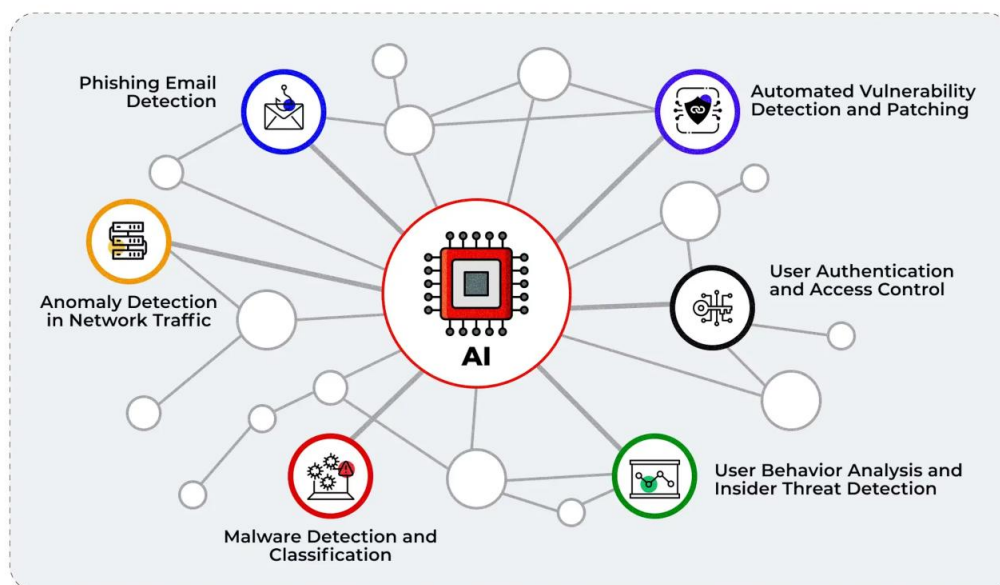 Phishing Email
Detection
Automated Vulnerability
Detection and Patching
Anomaly Detection
in Network Traffic
User Authentication
and Access Control
AI
Malware Detection and
Classification
User Behavior Analysis and
Insider Threat Detection